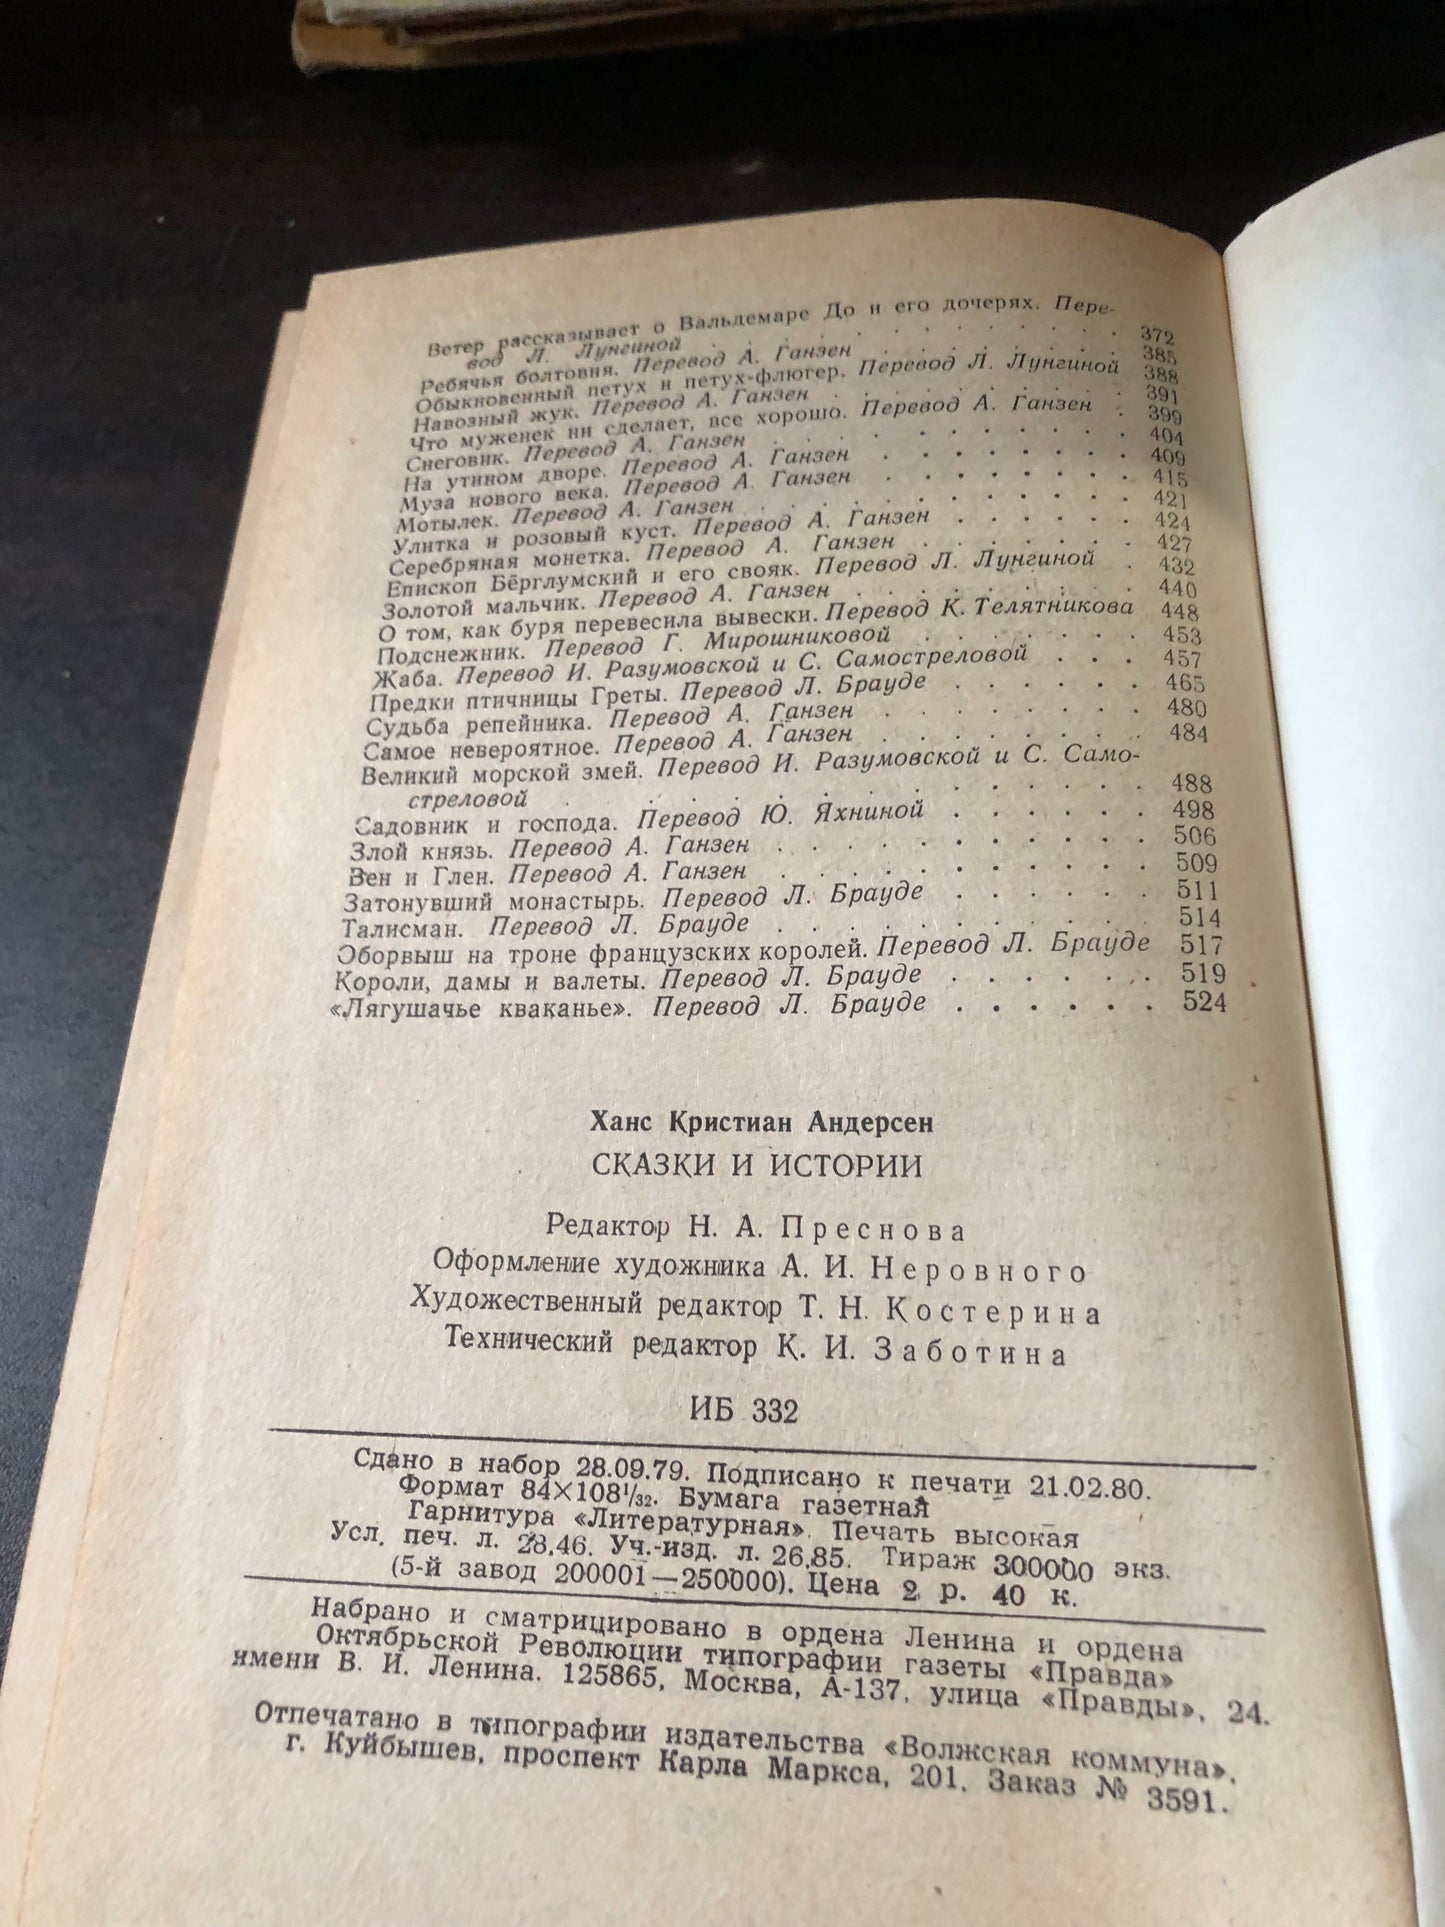 Ветер рассказывает о Вальдемаре До и его дочерях. Пере-
вод Л. Лунгиной . . . . . . . . . . . 372
Ребячья болтовня. Перевод А. Ганзен . . . . . . 385
Обыкновенный петух и петух-флюгер. Перевод Л. Лунгиной 388
Навозный жук. Перевод А. Ганзен . . . . . . . 391
Что муженек ни сделает, все хорошо. Перевод А. Ганзен . 399
Снеговик. Перевод А. Ганзен . . . . . . . . . 404
На утином дворе. Перевод А. Ганзен . . . . . . . 409
Муза нового века. Перевод А. Ганзен . . . . . . . 415
Мотылек. Перевод А. Ганзен . . . . . . . . . 421
Улитка и розовый куст. Перевод А. Ганзен . . . . . . 424
Серебряная монетка. Перевод А. Ганзен . . . . . . 427
Епископ Бёрглумский и его свояк. Перевод Л. Лунгиной . 432
Золотой мальчик. Перевод А. Ганзен . . . . . . . 440
О том, как буря перевесила вывески. Перевод К. Телятникова 448
Подснежник. Перевод Г. Мирошниковой . . . . . . 453
Жаба. Перевод И. Разумовской и С. Самостреловой . . . 457
Предки птичницы Греты. Перевод Л. Брауде . . . . . . 465
Судьба репейника. Перевод А. Ганзен . . . . . . . 480
Самое невероятное. Перевод А. Ганзен . . . . . . . 484
Великий морской змей. Перевод И. Разумовской и С. Само-
стреловой . . . . . . . . . . . . . 488
Садовник и господа. Перевод Ю. Яхниной . . . . . . 498
Злой князь. Перевод А. Ганзен . . . . . . . . . 506
Вен и Глен. Перевод А. Ганзен . . . . . . . . . 509
Затонувший монастырь. Перевод Л. Брауде . . . . . . 511
Талисман. Перевод Л. Брауде . . . . . . . . . 514
Оборвыш на троне французских королей. Перевод Л. Брауде 517
Короли, дамы и валеты. Перевод Л. Брауде . . . . . . 519
«Лягушачье кваканье». Перевод Л. Брауде . . . . . . 524
Ханс Кристиан Андерсен
СКАЗКИ И ИСТОРИИ
Редактор Н. А. Преснова
Оформление художника А. И. Неровного
Художественный редактор Т. Н. Костерина
Технический редактор К. И. Заботина
ИБ 332
Сдано в набор 28.09.79. Подписано к печати 21.02.80.
Формат 84×108¹/₃₂. Бумага газетная
Гарнитура «Литературная». Печать высокая
Усл. печ. л. 28,46. Уч.-изд. л. 26,85. Тираж 300000 экз.
(5-й завод 200001—250000). Цена 2 р. 40 к.
Набрано и сматрицировано в ордена Ленина и ордена
Октябрьской Революции типографии газеты «Правда»
имени В. И. Ленина. 125865, Москва, А-137, улица «Правды», 24.
Отпечатано в типографии издательства «Волжская коммуна»,
г. Куйбышев, проспект Карла Маркса, 201. Заказ № 3591.